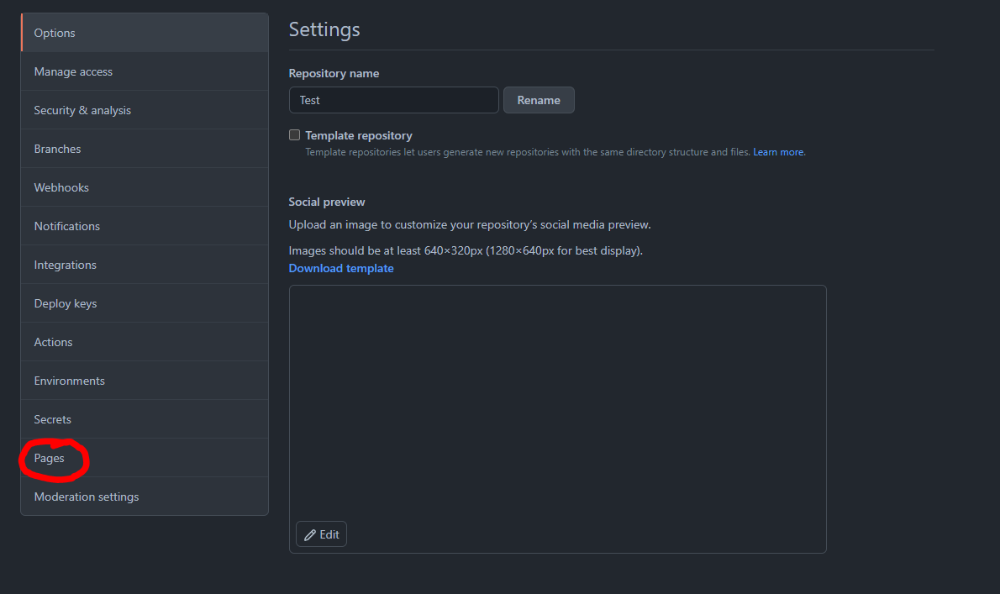 Options
Manage access
Security & analysis
Branches
Webhooks
Notifications
Integrations
Deploy keys
Actions
Environments
Secrets
Pages
Moderation settings
Settings
Repository name
Test
Rename
Template repository
Template repositories let users generate new repositories with the same directory structure and files. Learn more.
Social preview
Upload an image to customize your repository’s social media preview.
Images should be at least 640×320px (1280×640px for best display).
Download template
Edit